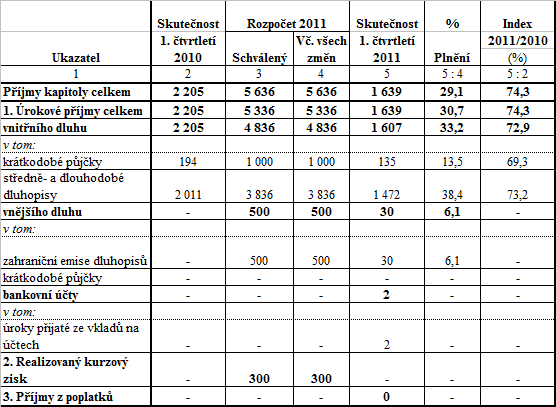 Skutečnost Rozpočet 2011 Skutečnost % Index
1. čtvrtletí Vč. všech 1. čtvrtletí 2011/2010
Ukazatel 2010 Schválený změn 2011 Plnění (%)
1 2 3 4 5 5 : 4 5 : 2
Příjmy kapitoly celkem 2 205 5 636 5 636 1 639 29,1 74,3
1. Úrokové příjmy celkem 2 205 5 336 5 336 1 639 30,7 74,3
vnitřního dluhu 2 205 4 836 4 836 1 607 33,2 72,9
v tom:
krátkodobé půjčky 194 1 000 1 000 135 13,5 69,3
středně- a dlouhodobé
dluhopisy 2 011 3 836 3 836 1 472 38,4 73,2
vnějšího dluhu - 500 500 30 6,1 -
v tom:
zahraniční emise dluhopisů - 500 500 30 6,1 -
krátkodobé půjčky - - - - - -
bankovní účty - - - 2 - -
v tom:
úroky přijaté ze vkladů na
účtech - - - 2 - -
2. Realizovaný kurzový
zisk - 300 300 - - -
3. Příjmy z poplatků - - - 0 - -